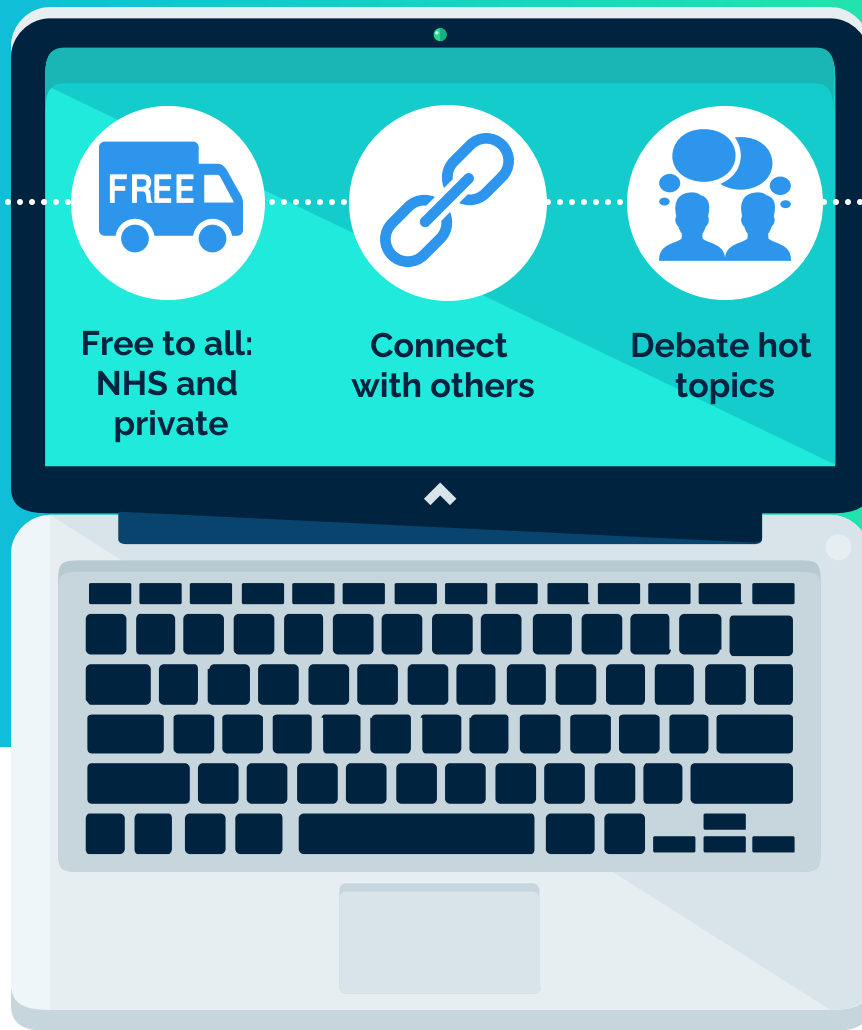 FREE
Free to all:
NHS and
private
Connect
with others
Debate hot
topics